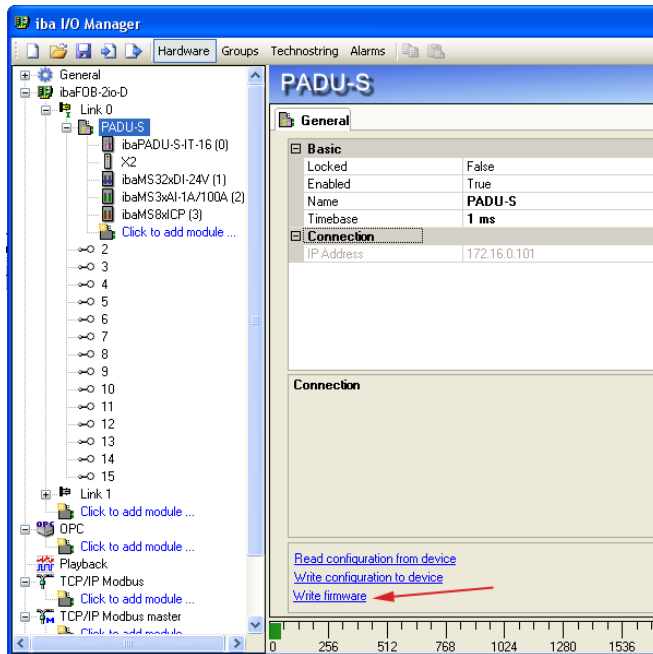 iba I/O Manager
Hardware Groups Technostring Alarms
General
ibaFOB-2io-D
Link 0
PADU-S
ibaPADU-S-IT-16 (0)
X2
ibaMS32xDI-24V (1)
ibaMS3xAI-1A/100A (2)
ibaMS8xICP (3)
Click to add module ...
2
3
4
5
6
7
8
9
10
11
12
13
14
15
Link 1
Click to add module ...
OPC
Click to add module ...
Playback
TCP/IP Modbus
Click to add module ...
TCP/IP Modbus master
Click to add module ...
PADU-S
General
Basic
Locked False
Enabled True
Name PADU-S
Timebase 1 ms
Connection
IP Address 172.16.0.101
Connection
Read configuration from device
Write configuration to device
Write firmware
0 256 512 768 1024 1280 1536